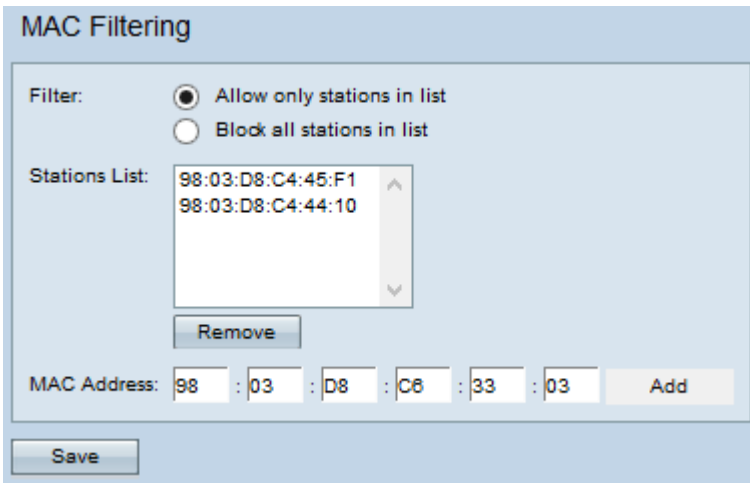 MAC Filtering
Filter: Allow only stations in list
Block all stations in list
Stations List: 98:03:D8:C4:45:F1
98:03:D8:C4:44:10
Remove
MAC Address: 98 : 03 : D8 : C6 : 33 : 03 Add
Save